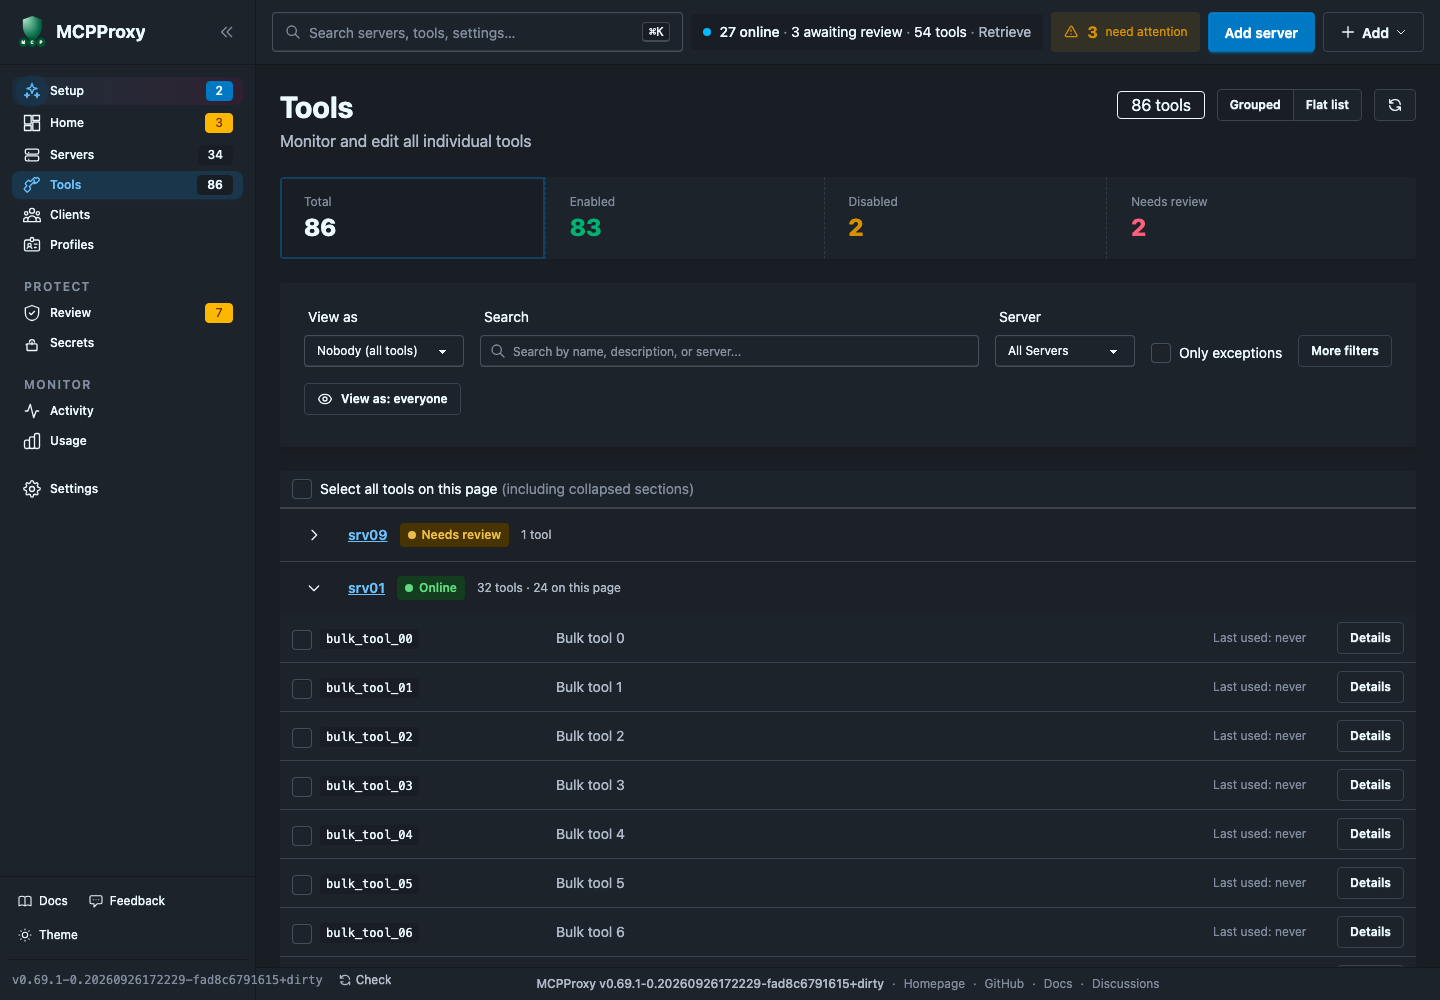 MCP
MCPProxy
Search servers, tools, settings...
⌘K
27 online · 3 awaiting review · 54 tools · Retrieve
3 need attention
Add server
Add
Setup
2
Home
3
Servers
34
Tools
86
Clients
Profiles
PROTECT
Review
7
Secrets
MONITOR
Activity
Usage
Settings
Docs
Feedback
Theme
v0.69.1-0.20260926172229-fad8c6791615+dirty
Check
Tools
Monitor and edit all individual tools
86 tools
Grouped
Flat list
Total
86
Enabled
83
Disabled
2
Needs review
2
View as
Nobody (all tools)
Search
Search by name, description, or server...
Server
All Servers
Only exceptions
More filters
View as: everyone
Select all tools on this page (including collapsed sections)
srv09 Needs review 1 tool
srv01 Online 32 tools · 24 on this page
bulk_tool_00 Bulk tool 0 Last used: never Details
bulk_tool_01 Bulk tool 1 Last used: never Details
bulk_tool_02 Bulk tool 2 Last used: never Details
bulk_tool_03 Bulk tool 3 Last used: never Details
bulk_tool_04 Bulk tool 4 Last used: never Details
bulk_tool_05 Bulk tool 5 Last used: never Details
bulk_tool_06 Bulk tool 6 Last used: never Details
MCPProxy v0.69.1-0.20260926172229-fad8c6791615+dirty · Homepage · GitHub · Docs · Discussions